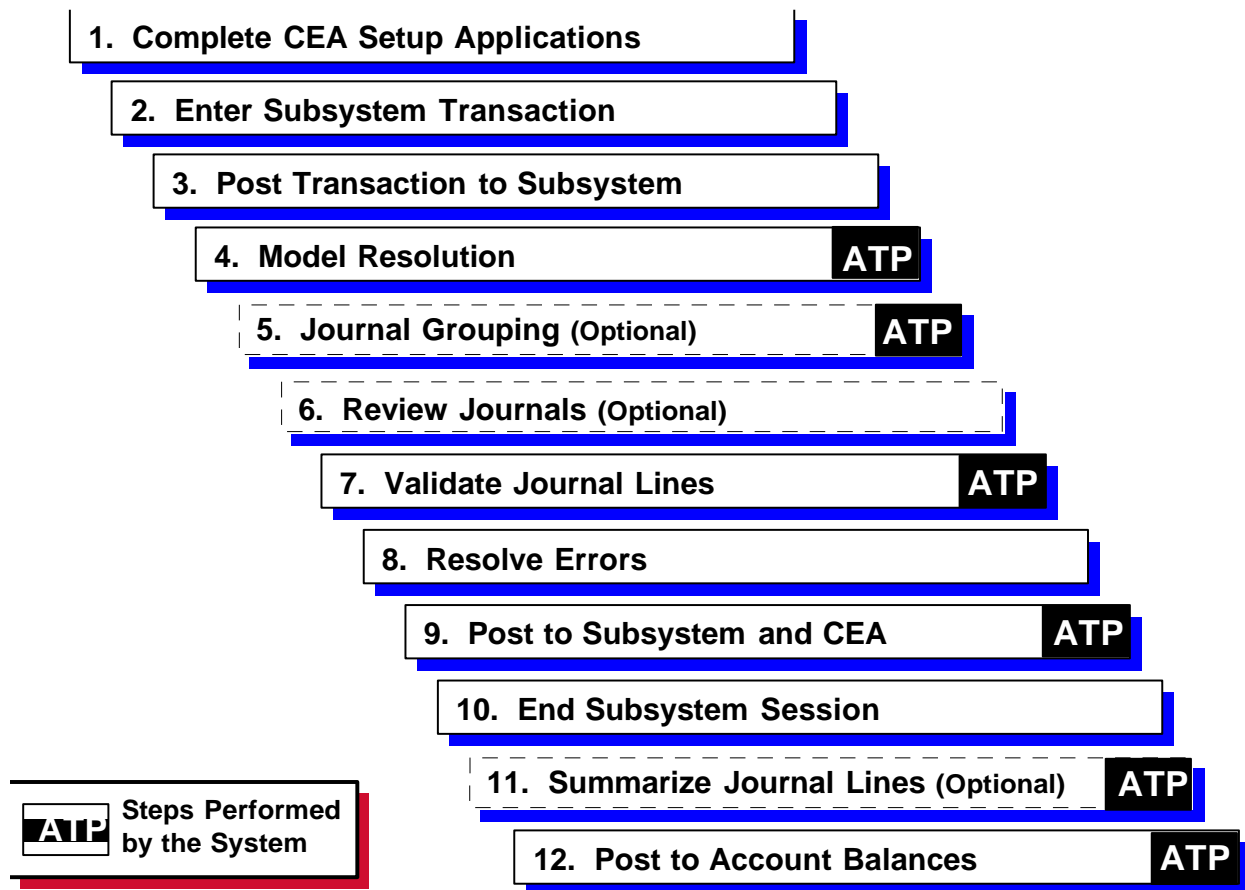 1. Complete CEA Setup Applications
2. Enter Subsystem Transaction
3. Post Transaction to Subsystem
4. Model Resolution ATP
5. Journal Grouping (Optional) ATP
6. Review Journals (Optional)
7. Validate Journal Lines ATP
8. Resolve Errors
9. Post to Subsystem and CEA ATP
10. End Subsystem Session
11. Summarize Journal Lines (Optional) ATP
12. Post to Account Balances ATP
ATP Steps Performed
by the System